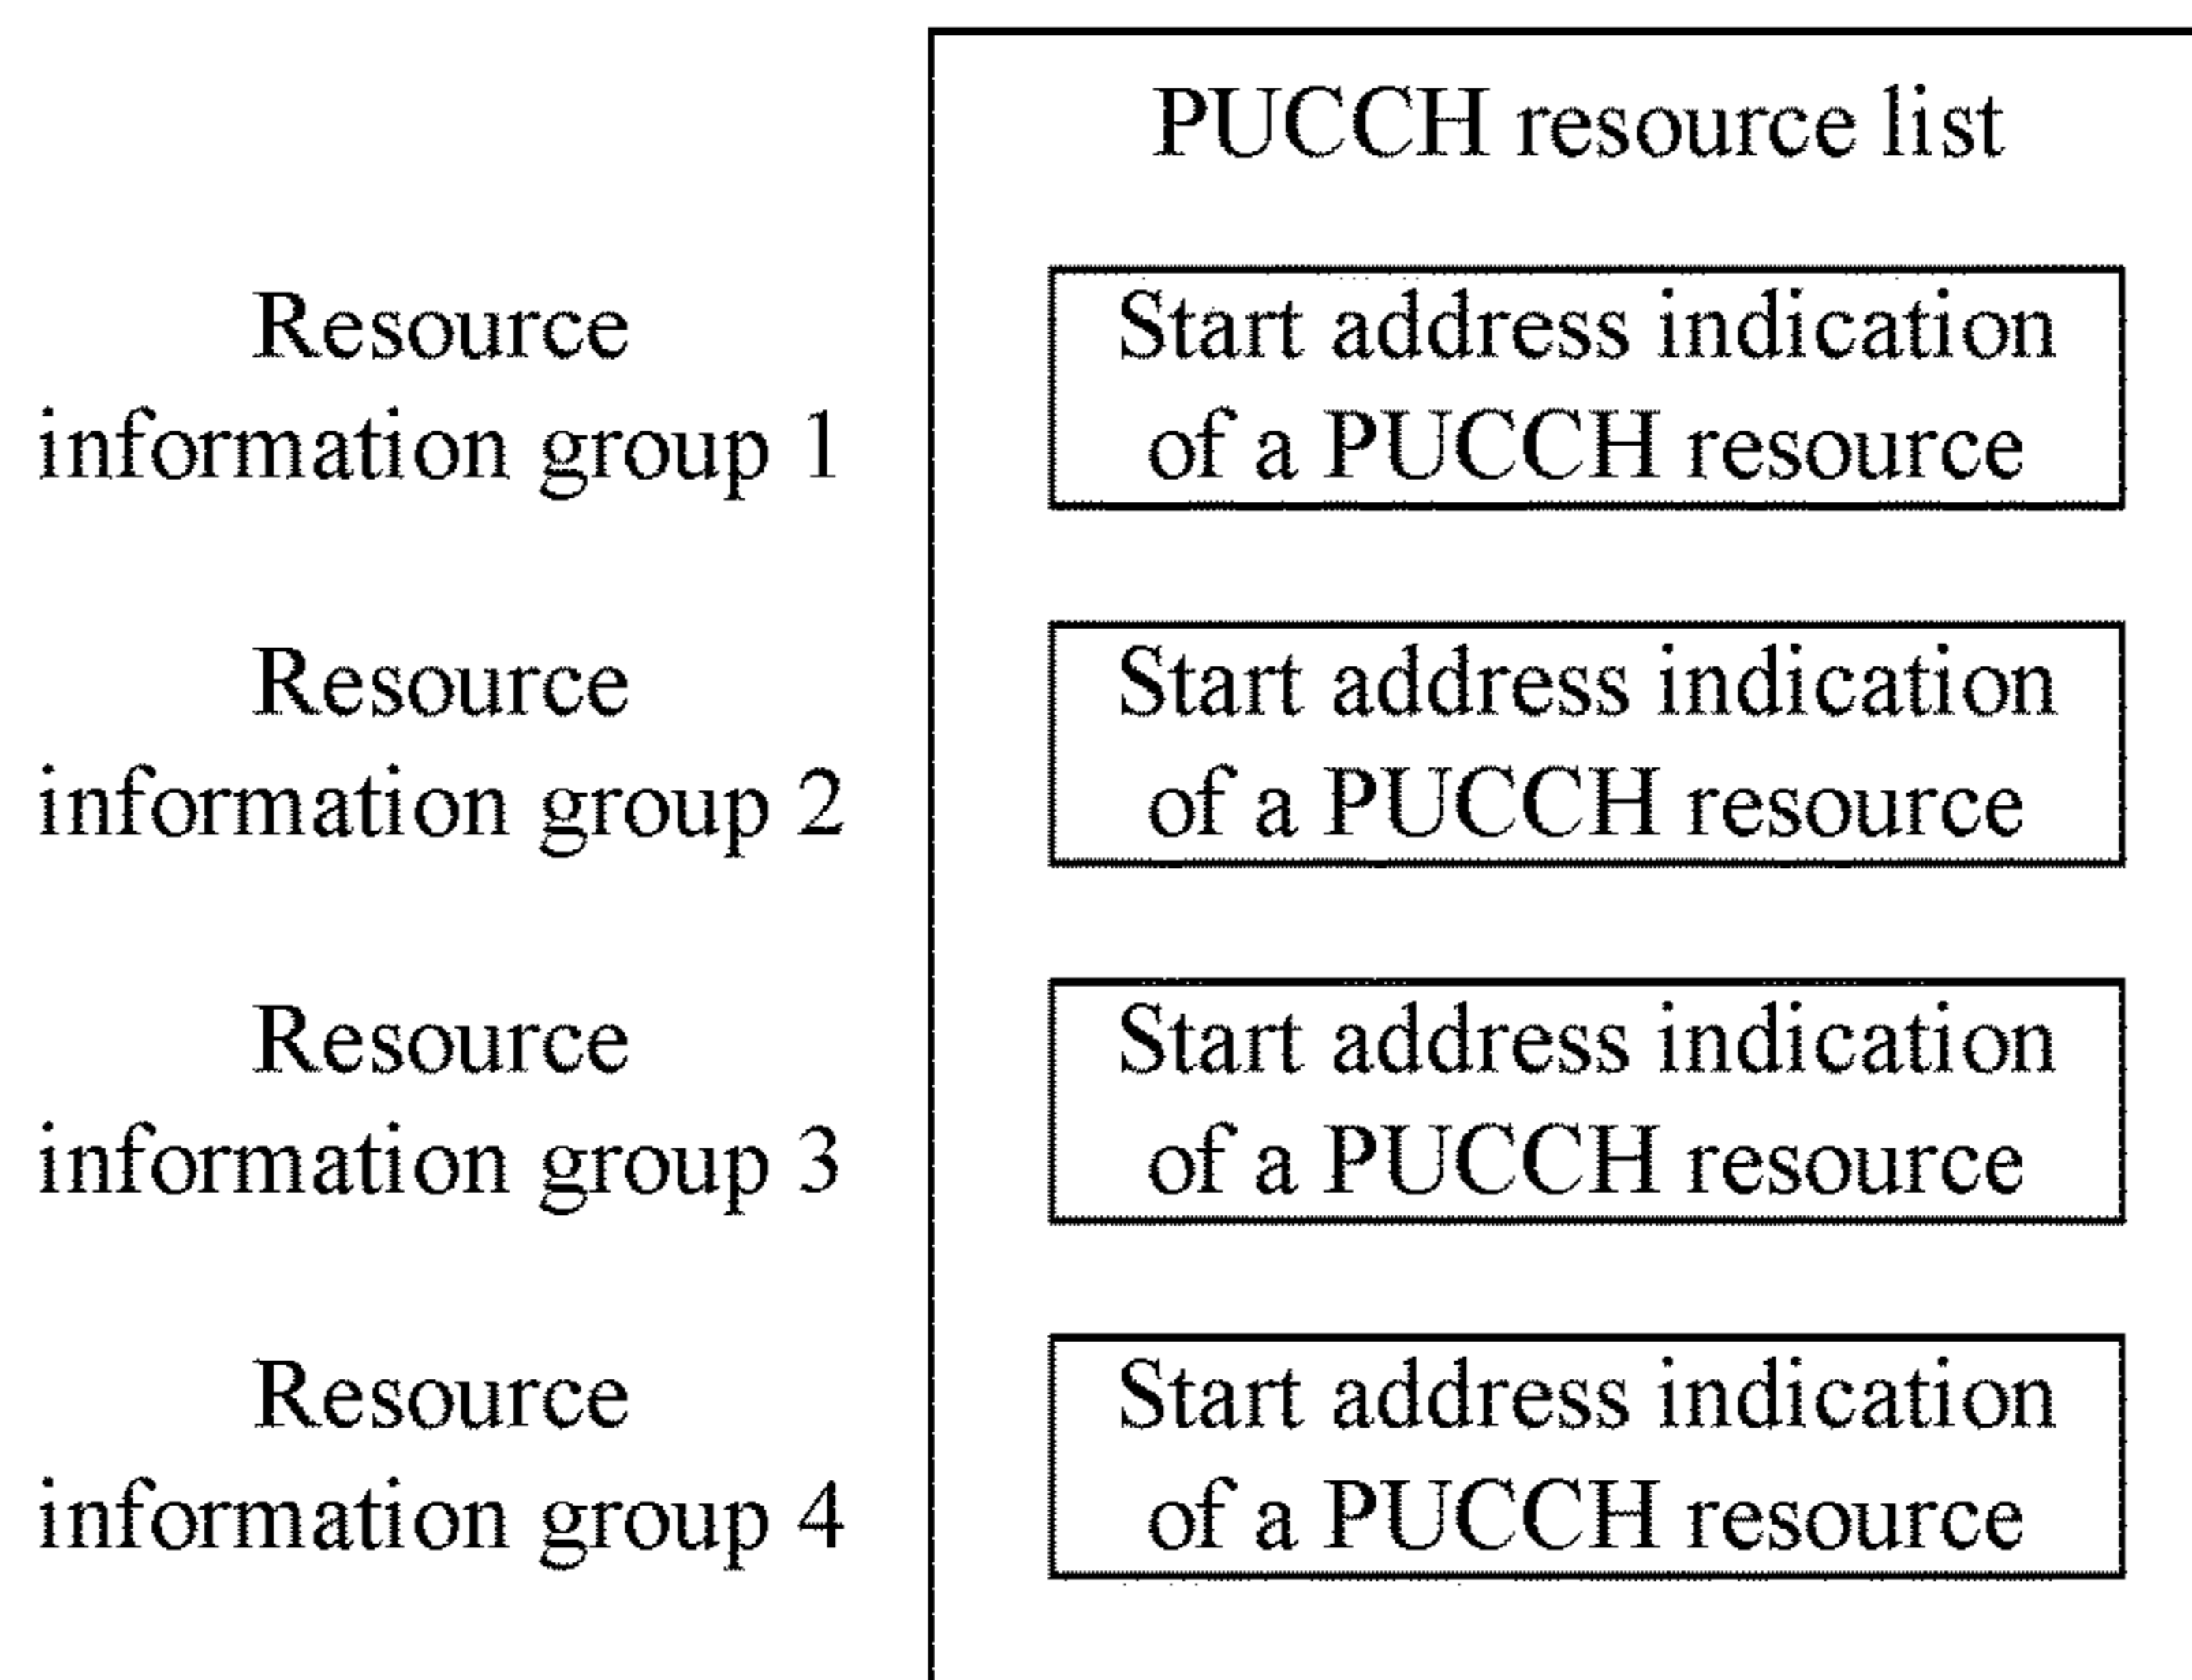 PUCCH resource list
Resource
information group 1
Start address indication
of a PUCCH resource
Resource
information group 2
Start address indication
of a PUCCH resource
Resource
information group 3
Start address indication
of a PUCCH resource
Resource
information group 4
Start address indication
of a PUCCH resource